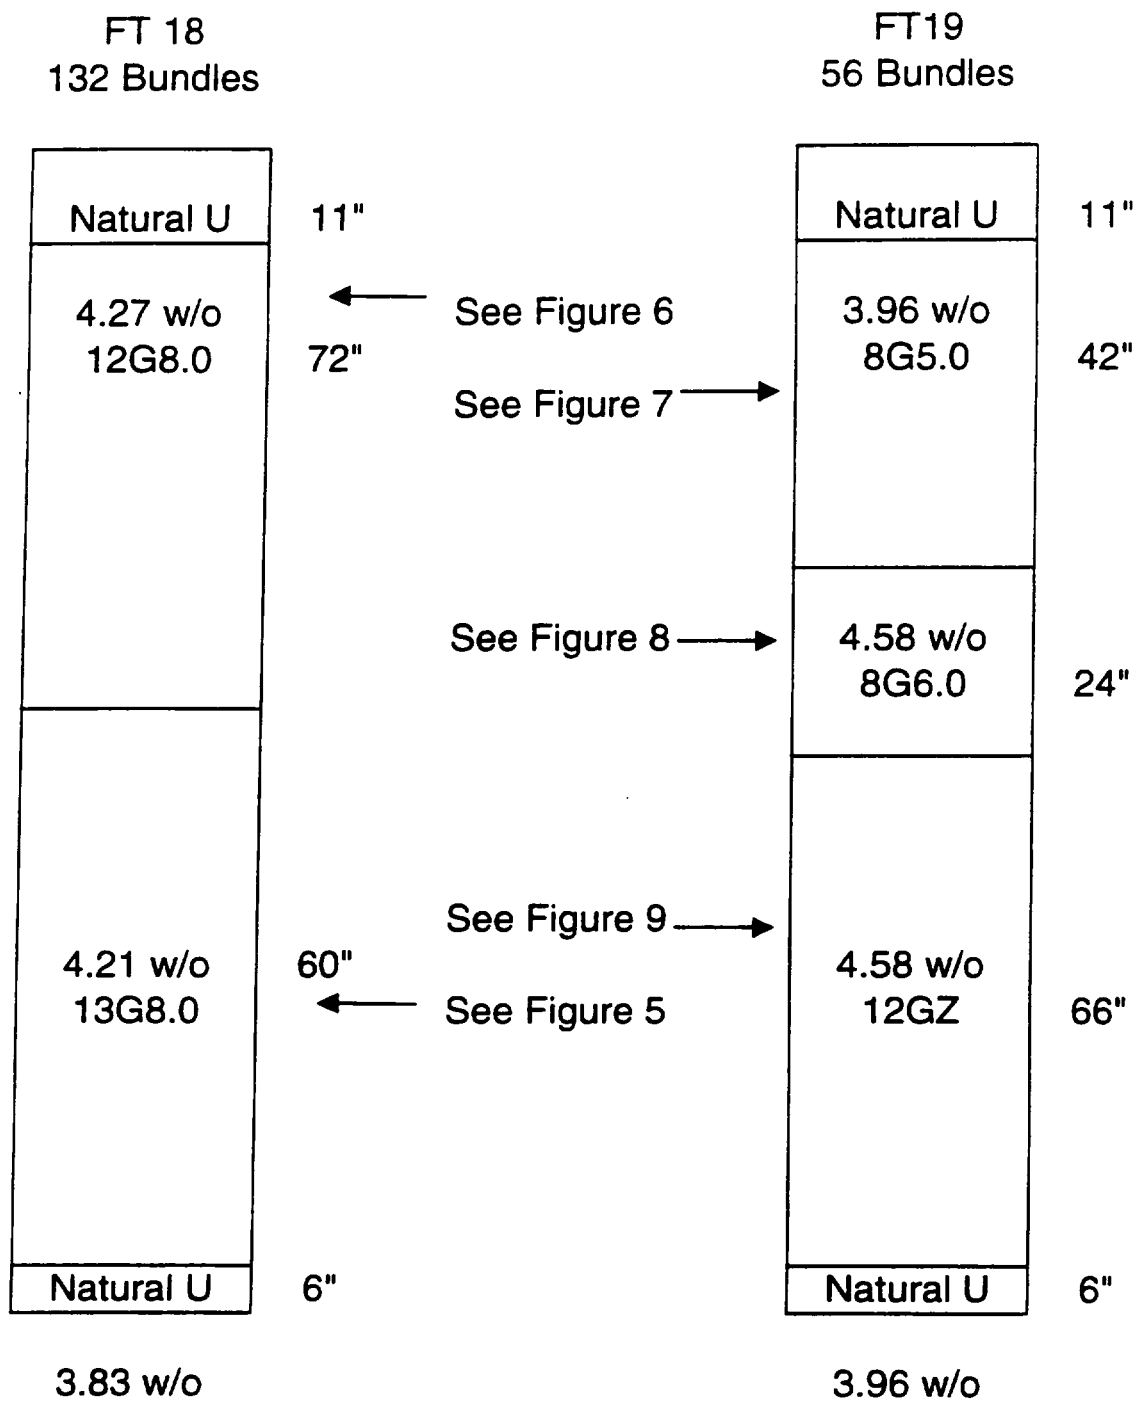 FT 18
132 Bundles
Natural U 11"
4.27 w/o
12G8.0 72"
4.21 w/o 60"
13G8.0
Natural U 6"
3.83 w/o
See Figure 6
See Figure 7
See Figure 8
See Figure 9
See Figure 5
FT19
56 Bundles
Natural U 11"
3.96 w/o
8G5.0 42"
4.58 w/o
8G6.0 24"
4.58 w/o
12GZ 66"
Natural U 6"
3.96 w/o